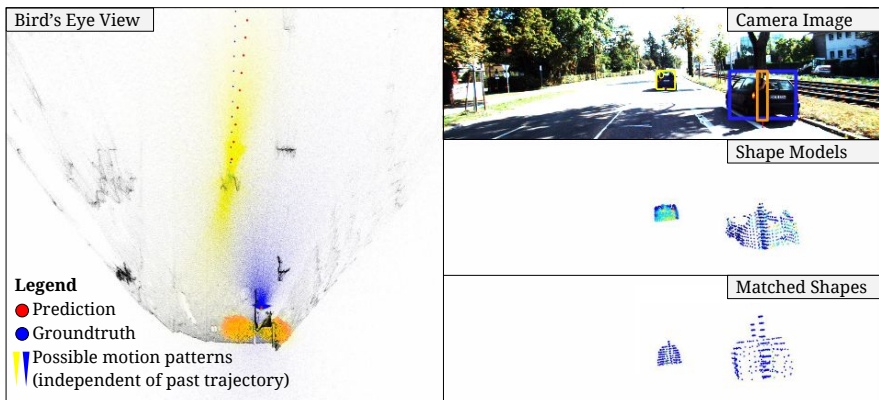 Bird's Eye View
Camera Image
Shape Models
Matched Shapes
Legend
Prediction
Groundtruth
Possible motion patterns
(independent of past trajectory)